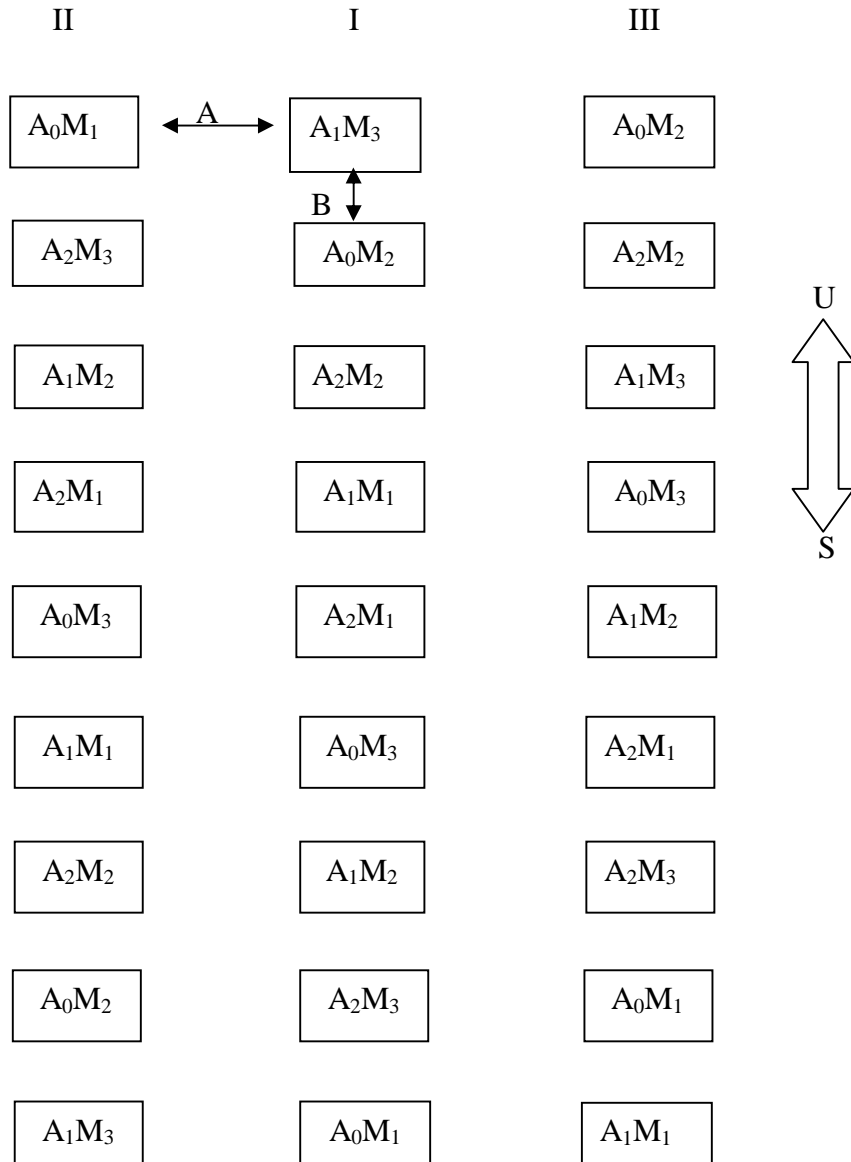 II I III
A₀M₁ A A₁M₃ A₀M₂
B
A₂M₃ A₀M₂ A₂M₂
U
A₁M₂ A₂M₂ A₁M₃
A₂M₁ A₁M₁ A₀M₃
S
A₀M₃ A₂M₁ A₁M₂
A₁M₁ A₀M₃ A₂M₁
A₂M₂ A₁M₂ A₂M₃
A₀M₂ A₂M₃ A₀M₁
A₁M₃ A₀M₁ A₁M₁